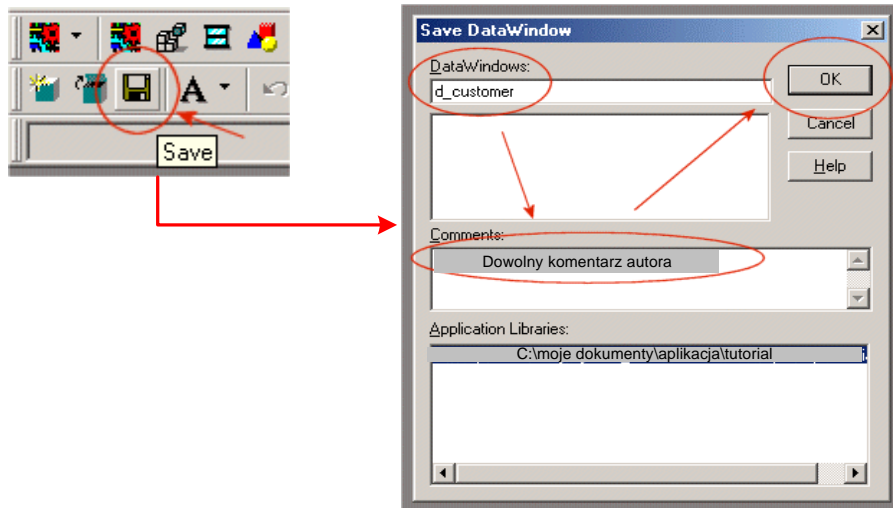 A
Save
Save DataWindow
DataWindows:
d_customer
OK
Cancel
Help
Comments:
Dowolny komentarz autora
Application Libraries:
C:\moje dokumenty\aplikacja\tutorial